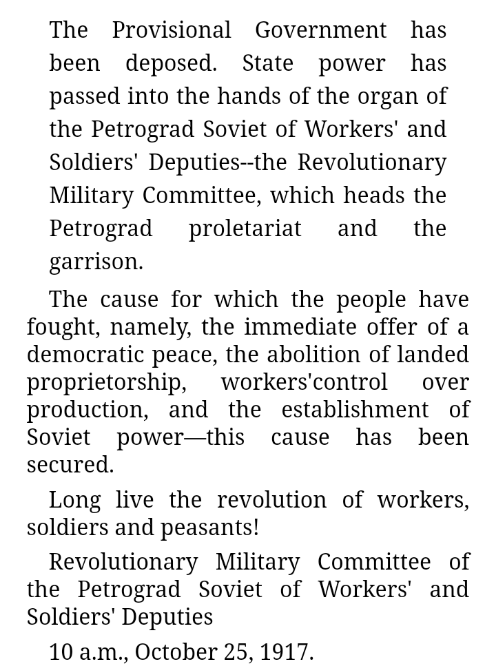 The Provisional Government has
been deposed. State power has
passed into the hands of the organ of
the Petrograd Soviet of Workers' and
Soldiers' Deputies--the Revolutionary
Military Committee, which heads the
Petrograd proletariat and the
garrison.
The cause for which the people have
fought, namely, the immediate offer of a
democratic peace, the abolition of landed
proprietorship, workers'control over
production, and the establishment of
Soviet power—this cause has been
secured.
Long live the revolution of workers,
soldiers and peasants!
Revolutionary Military Committee of
the Petrograd Soviet of Workers' and
Soldiers' Deputies
10 a.m., October 25, 1917.